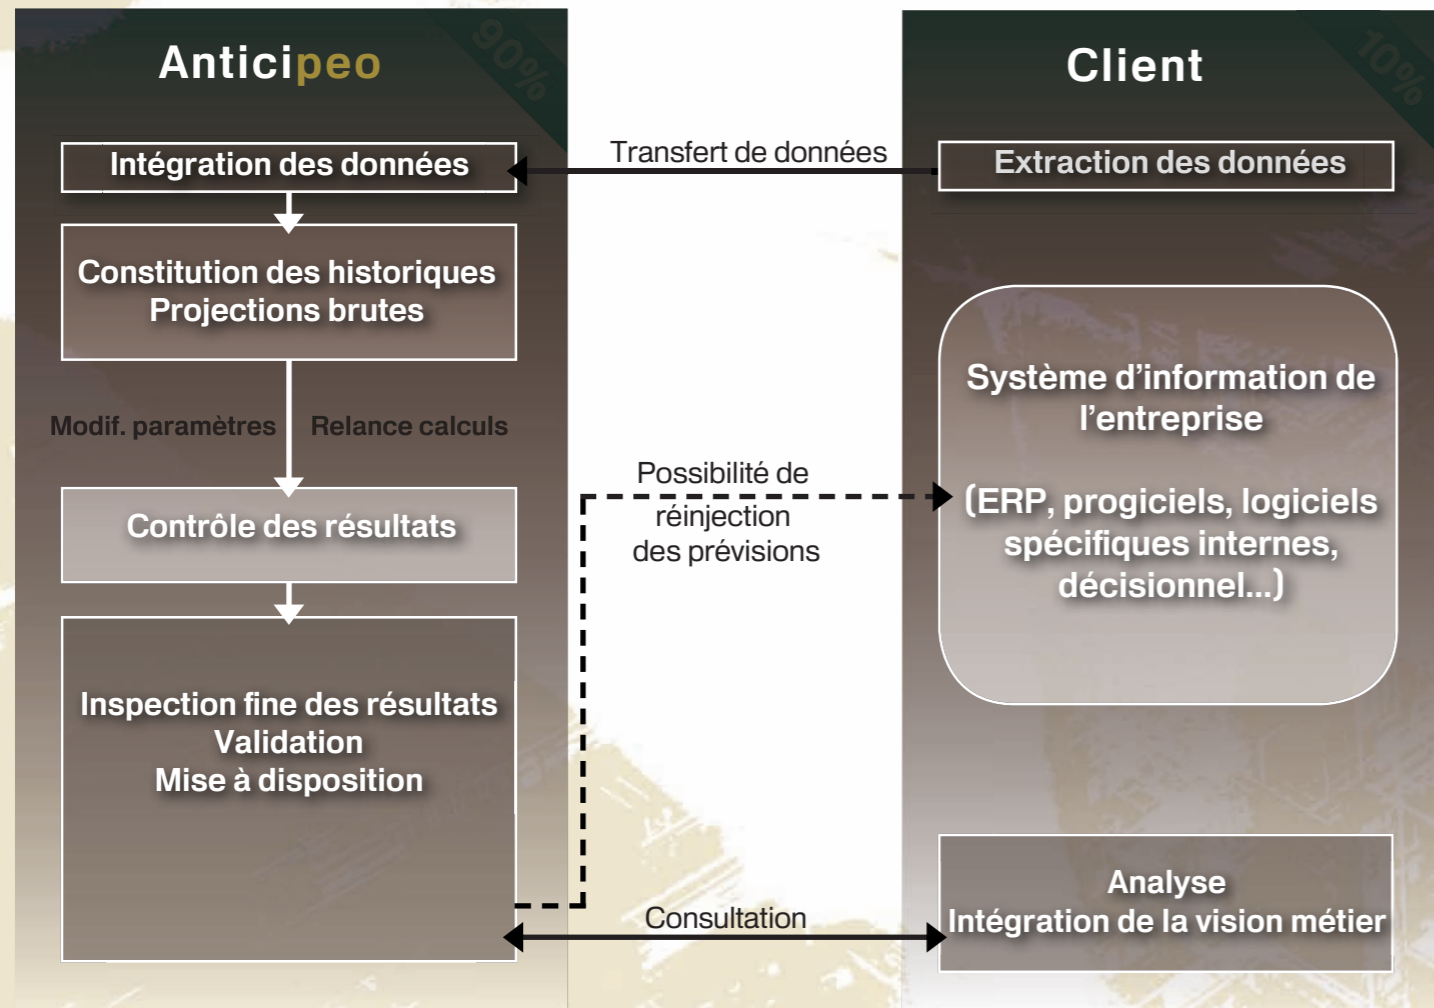 Anticipeo
90%
Intégration des données
Constitution des historiques
Projections brutes
Modif. paramètres
Relance calculs
Contrôle des résultats
Inspection fine des résultats
Validation
Mise à disposition
Transfert de données
Possibilité de
réinjection
des prévisions
Consultation
Client
10%
Extraction des données
Système d’information de
l’entreprise
(ERP, progiciels, logiciels
spécifiques internes,
décisionnel...)
Analyse
Intégration de la vision métier